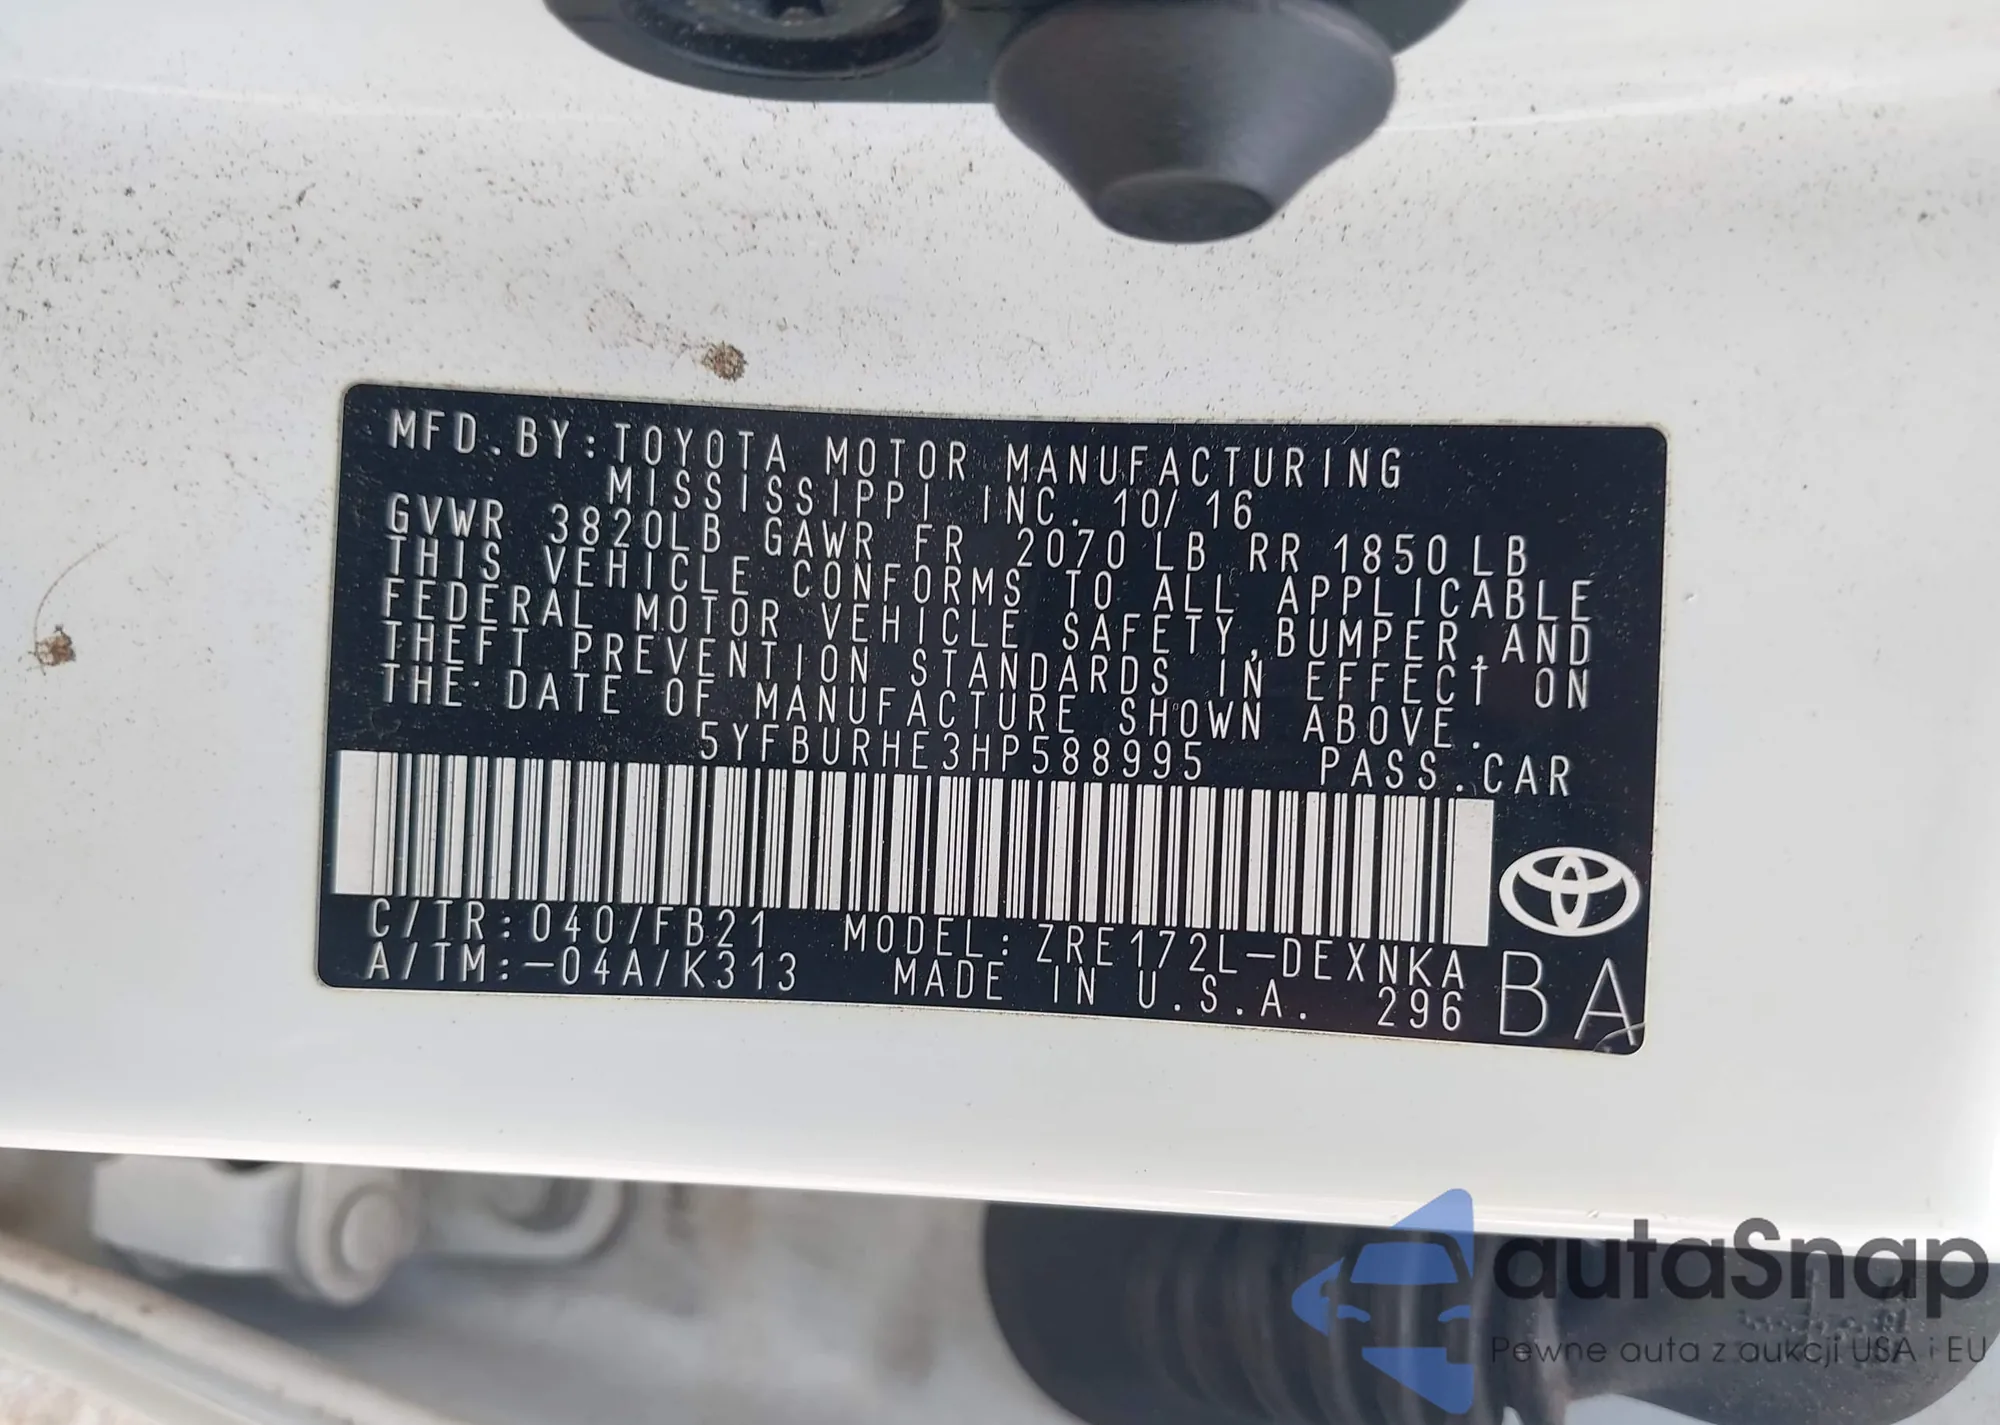 MFD.BY:TOYOTA MOTOR MANUFACTURING
MISSISSIPPI INC. 10/16
GVWR 3820LB GAWR FR 2070LB RR 1850LB
THIS VEHICLE CONFORMS TO ALL APPLICABLE
FEDERAL MOTOR VEHICLE SAFETY,BUMPER,AND
THEFT PREVENTION STANDARDS IN EFFECT ON
THE DATE OF MANUFACTURE SHOWN ABOVE.
5YFBURHE3HP588995 PASS.CAR
C/TR:040/FB21 MODEL:ZRE172L-DEXNKA
A/TM:-04A/K313 MADE IN U.S.A. 296
BA
autaSnap
Pewne auta z aukcji USA i EU